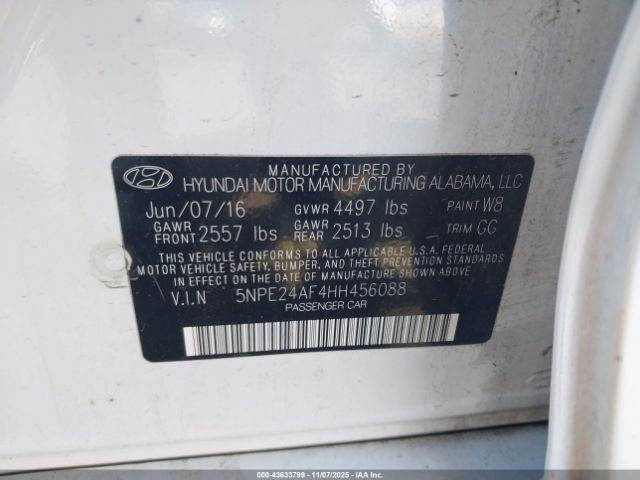 MANUFACTURED BY
HYUNDAI MOTOR MANUFACTURING ALABAMA, LLC
Jun/07/16 GVWR 4497 lbs PAINT W8
GAWR FRONT 2557 lbs GAWR REAR 2513 lbs TRIM GG
THIS VEHICLE CONFORMS TO ALL APPLICABLE U.S.A. FEDERAL
MOTOR VEHICLE SAFETY, BUMPER, AND THEFT PREVENTION STANDARDS
IN EFFECT ON THE DATE OF MANUFACTURE SHOWN ABOVE.
V.I.N 5NPE24AF4HH456088
PASSENGER CAR
000-43633799 11/07/2025 - IAA Inc.